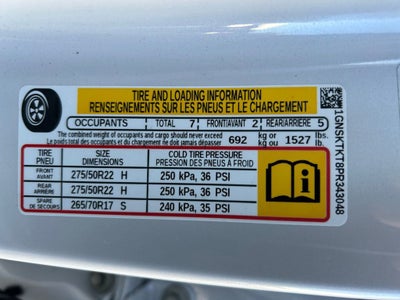 TIRE AND LOADING INFORMATION
RENSEIGNEMENTS SUR LES PNEUS ET LE CHARGEMENT
OCCUPANTS TOTAL 7 FRONT/AVANT 2 REAR/ARRIÈRE 5
The combined weight of occupants and cargo should never exceed 692 kg or 1527 lbs.
Le poids total des occupants et du chargement ne doit jamais dépasser kg ou lb.
TIRE SIZE COLD TIRE PRESSURE
PNEU DIMENSIONS PRESSION DES PNEUS À FROID
FRONT
AVANT 275/50R22 H 250 kPa, 36 PSI
REAR
ARRIÈRE 275/50R22 H 250 kPa, 36 PSI
SPARE
DE SECOURS 265/70R17 S 240 kPa, 35 PSI
1GNSKTKT8PR343048